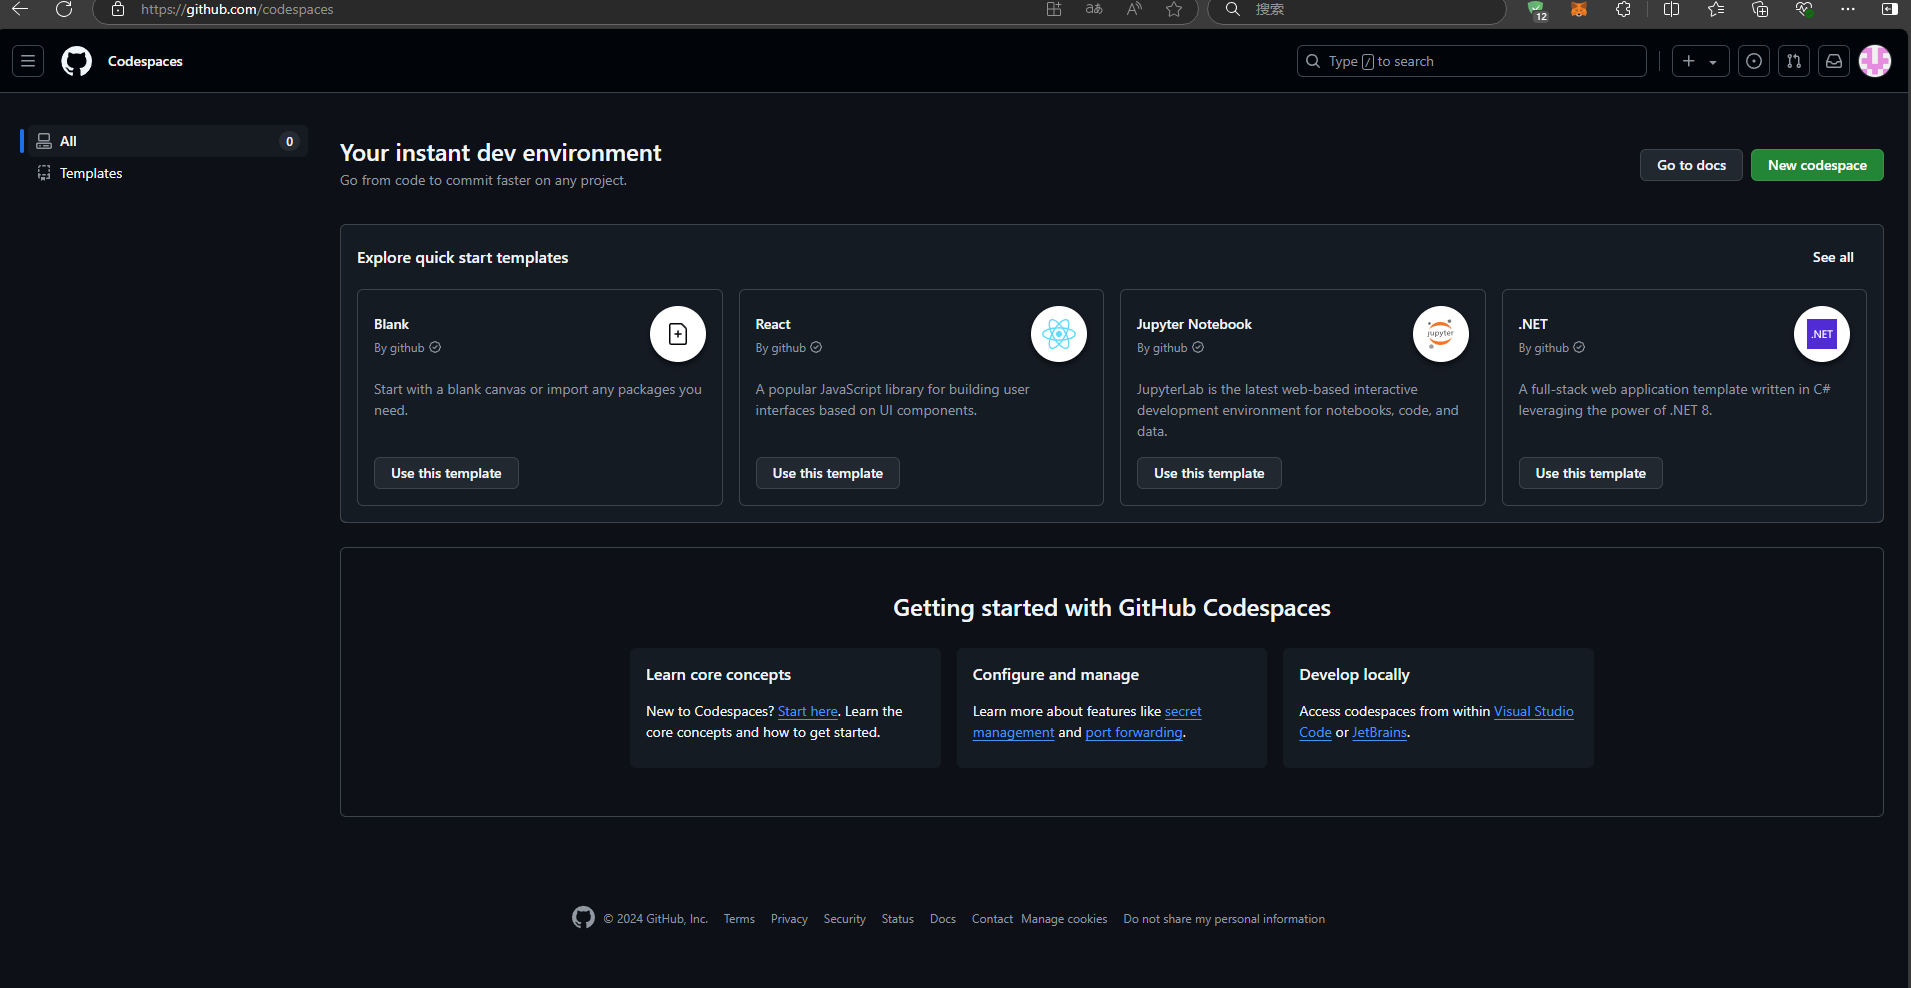 https://github.com/codespaces
搜索
12
Codespaces
Type / to search
All
0
Templates
Your instant dev environment
Go from code to commit faster on any project.
Go to docs
New codespace
Explore quick start templates
See all
Blank
By github
Start with a blank canvas or import any packages you
need.
Use this template
React
By github
A popular JavaScript library for building user
interfaces based on UI components.
Use this template
Jupyter Notebook
By github
jupyter
JupyterLab is the latest web-based interactive
development environment for notebooks, code, and
data.
Use this template
.NET
By github
.NET
A full-stack web application template written in C#
leveraging the power of .NET 8.
Use this template
Getting started with GitHub Codespaces
Learn core concepts
New to Codespaces? Start here. Learn the
core concepts and how to get started.
Configure and manage
Learn more about features like secret
management and port forwarding.
Develop locally
Access codespaces from within Visual Studio
Code or JetBrains.
© 2024 GitHub, Inc. Terms Privacy Security Status Docs Contact Manage cookies Do not share my personal information